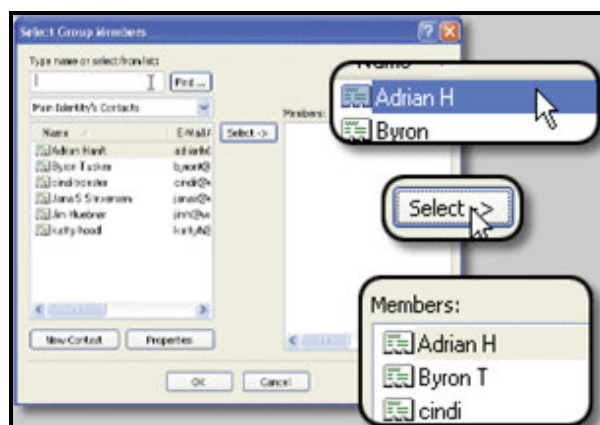 Select Group Members
Type name or select from list:
Find ...
Main Identity's Contacts
Name E-Mail
Adrian Hanft
Byron Tucker
cindi
Jana S Stevenson
Jim Huebner
kathy hood
Select ->
Members:
New Contact Properties
OK Cancel
Name
Adrian H
Byron
Select ->
Members:
Adrian H
Byron T
cindi